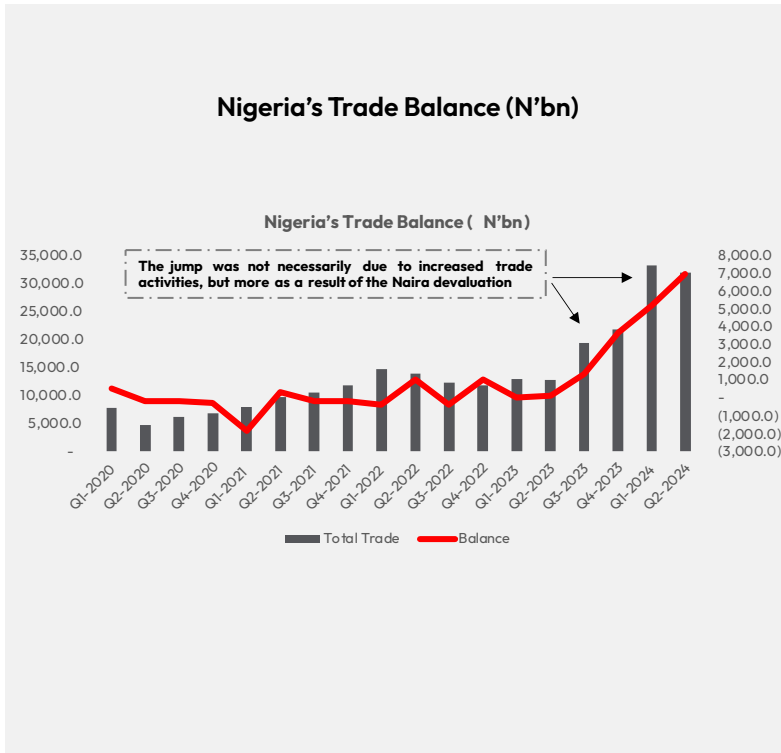 Nigeria's Trade Balance (N'bn)
Nigeria's Trade Balance ( N'bn)
The jump was not necessarily due to increased trade
activities, but more as a result of the Naira devaluation
35,000.0
30,000.0
25,000.0
20,000.0
15,000.0
10,000.0
5,000.0
-
8,000.0
7,000.0
6,000.0
5,000.0
4,000.0
3,000.0
2,000.0
1,000.0
-
(1,000.0)
(2,000.0)
(3,000.0)
Q1-2020
Q2-2020
Q3-2020
Q4-2020
Q1-2021
Q2-2021
Q3-2021
Q4-2021
Q1-2022
Q2-2022
Q3-2022
Q4-2022
Q1-2023
Q2-2023
Q3-2023
Q4-2023
Q1-2024
Q2-2024
Total Trade
Balance